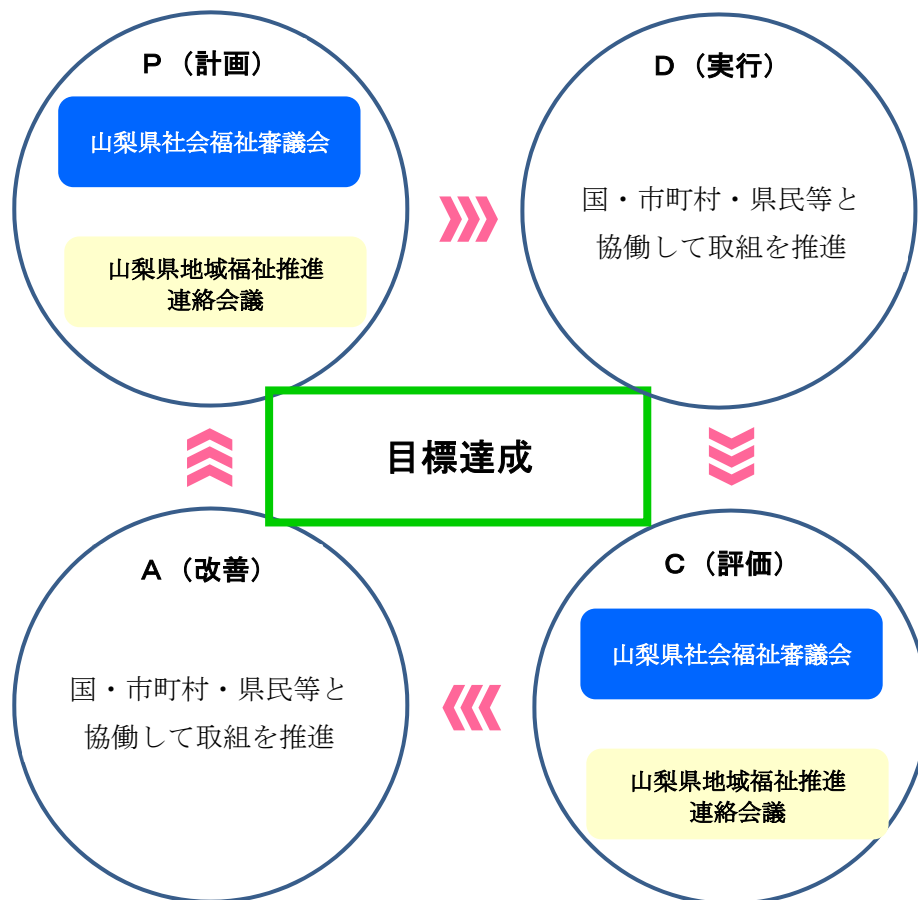 P（計画）
山梨県社会福祉審議会
山梨県地域福祉推進
連絡会議
D（実行）
国・市町村・県民等と
協働して取組を推進
目標達成
A（改善）
国・市町村・県民等と
協働して取組を推進
C（評価）
山梨県社会福祉審議会
山梨県地域福祉推進
連絡会議